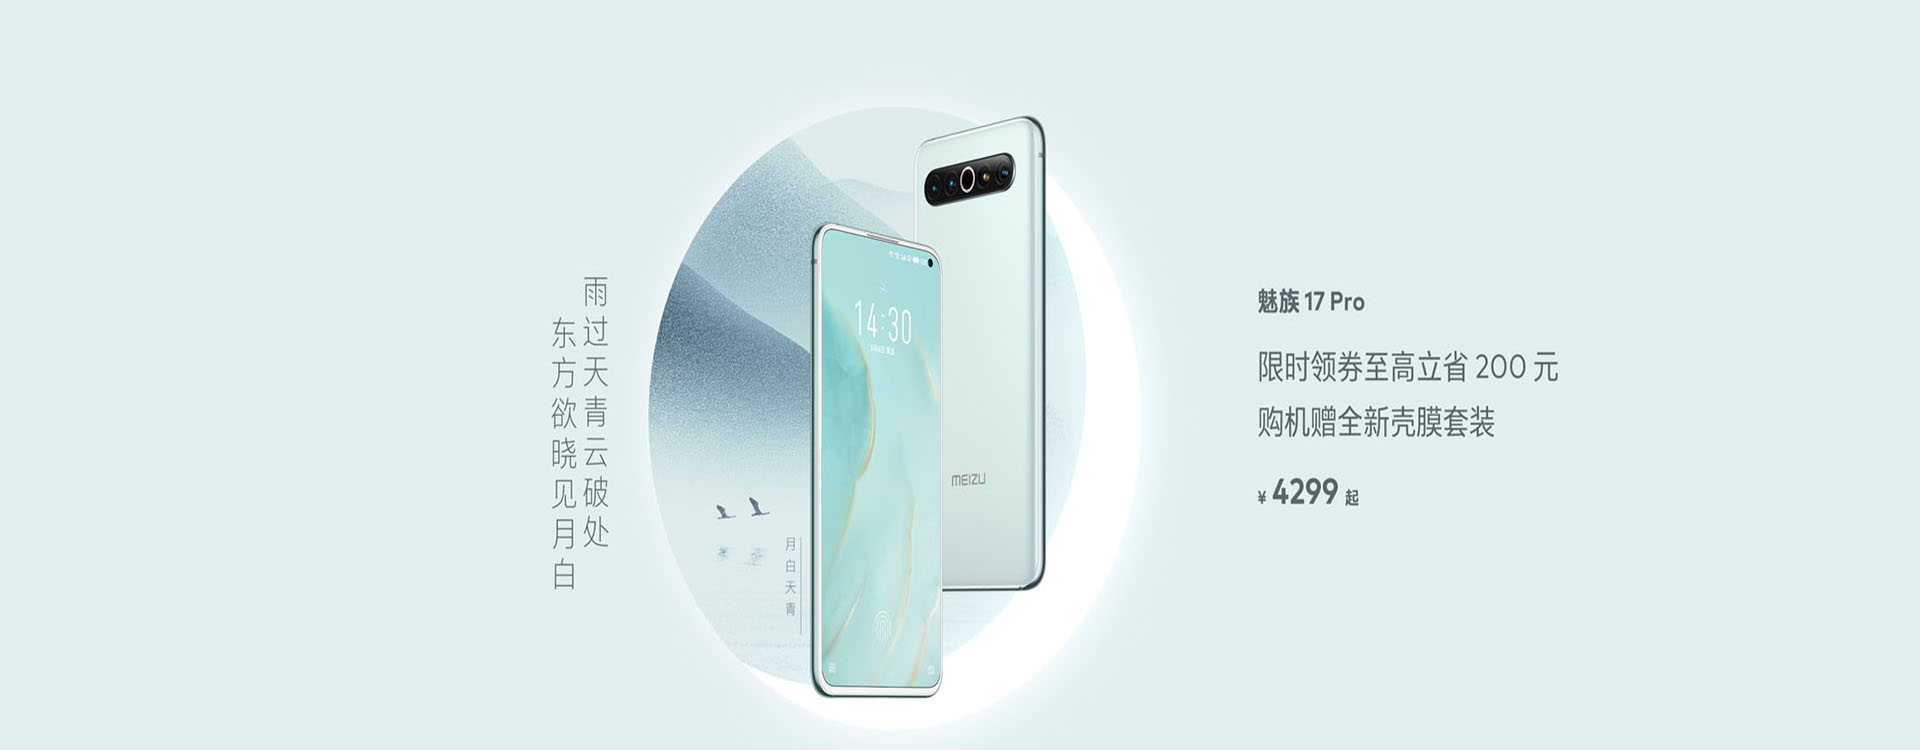 雨过天青云破处
东方欲晓见月白
月白天青
14:30
MEIZU
魅族 17 Pro
限时领券至高立省 200 元
购机赠全新壳膜套装
¥ 4299 起